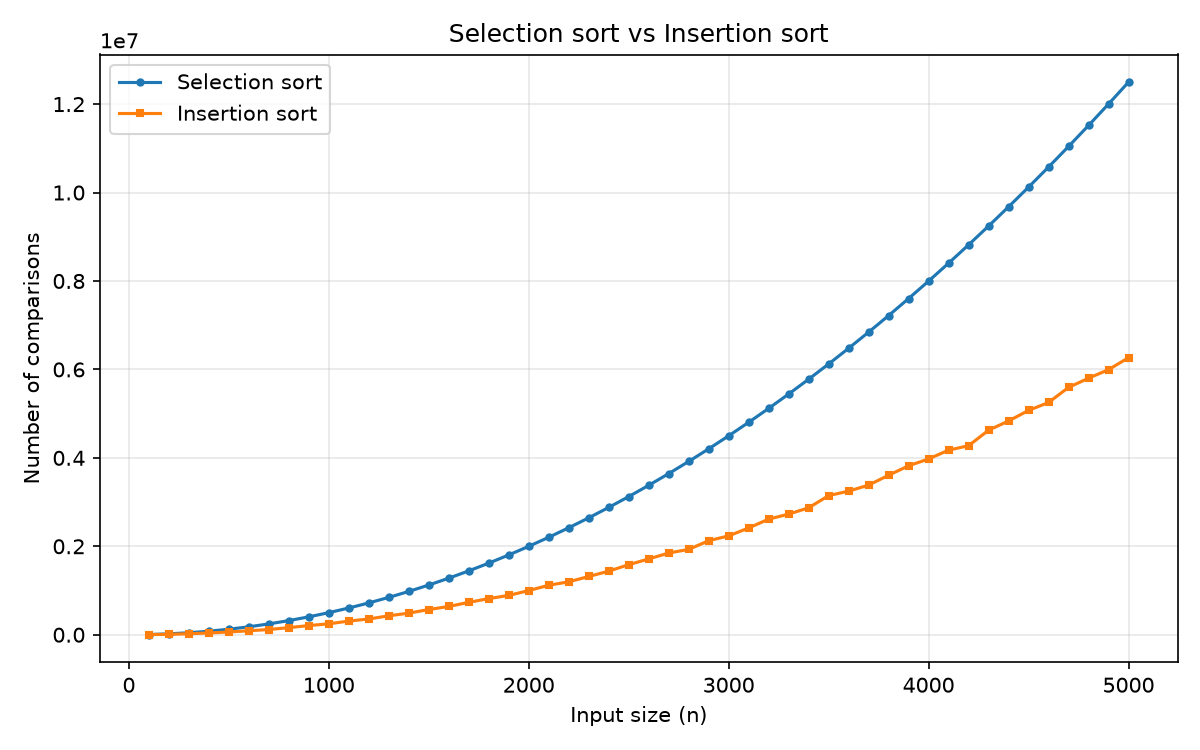 Selection sort vs Insertion sort
1e7
Selection sort
Insertion sort
Number of comparisons
1.2
1.0
0.8
0.6
0.4
0.2
0.0
0 1000 2000 3000 4000 5000
Input size (n)